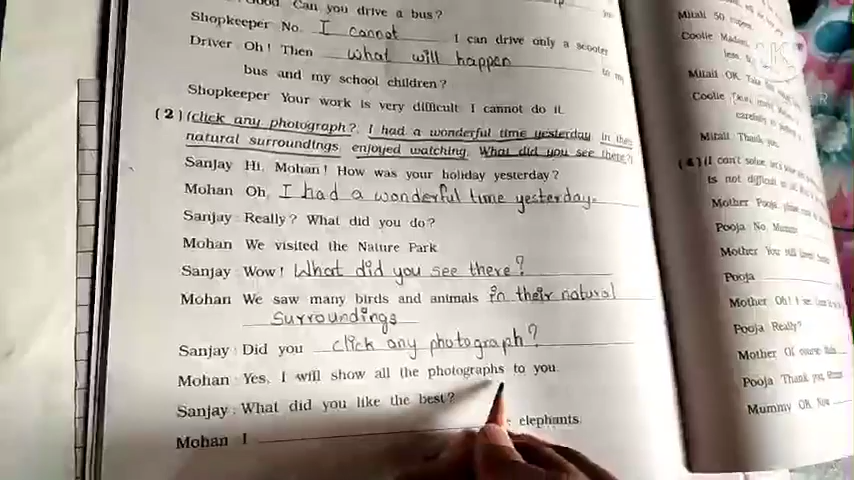 Good. Can you drive a bus?
Shopkeeper No. I cannot I can drive only a scooter
Driver Oh! Then what will happen to my
bus and my school children?
Shopkeeper Your work is very difficult I cannot do it
(2) (click any photograph?, I had a wonderful time yesterday in their
natural surroundings, enjoyed watching, What did you see there?)
Sanjay Hi, Mohan! How was your holiday yesterday?
Mohan Oh, I had a wonderful time yesterday.
Sanjay : Really? What did you do?
Mohan We visited the Nature Park
Sanjay : Wow! What did you see there?
Mohan We saw many birds and animals in their natural
surroundings
Sanjay : Did you click any photograph?
Mohan : Yes, I will show all the photographs to you
Sanjay : What did you like the best?
Mohan I elephants
Mitali 50
Coolie Madam,
Mitali OK
Coolie
carefully
Mitali Thank you
(4) (I can't solve,
is not difficult
Mother Pooja,
Pooja No Mummy
Mother You still
Pooja
Mother Oh! I see
Pooja Really?
Mother Of course
Pooja Thank you,
Mummy OK